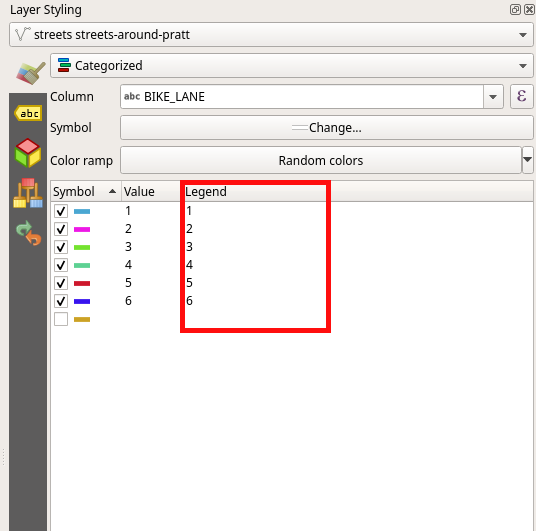 Layer Styling
streets streets-around-pratt
Categorized
Column abc BIKE_LANE ε
abc
Symbol Change...
Color ramp Random colors
Symbol Value Legend
1 1
2 2
3 3
4 4
5 5
6 6